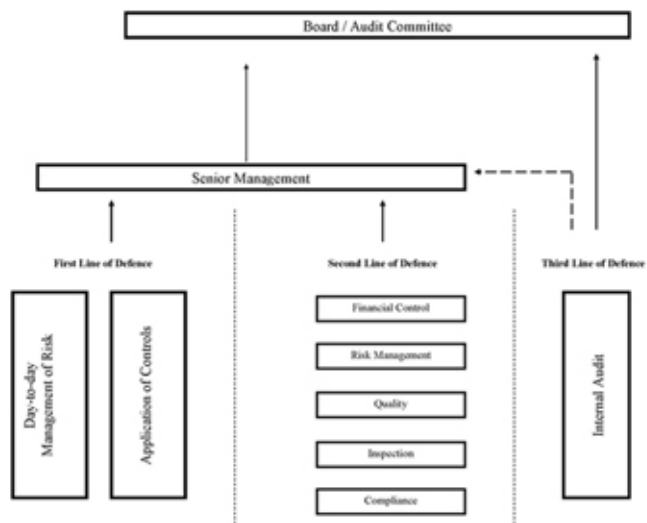 Board / Audit Committee
Senior Management
First Line of Defence
Second Line of Defence
Third Line of Defence
Day-to-day
Management of Risk
Application of Controls
Financial Control
Risk Management
Quality
Inspection
Compliance
Internal Audit